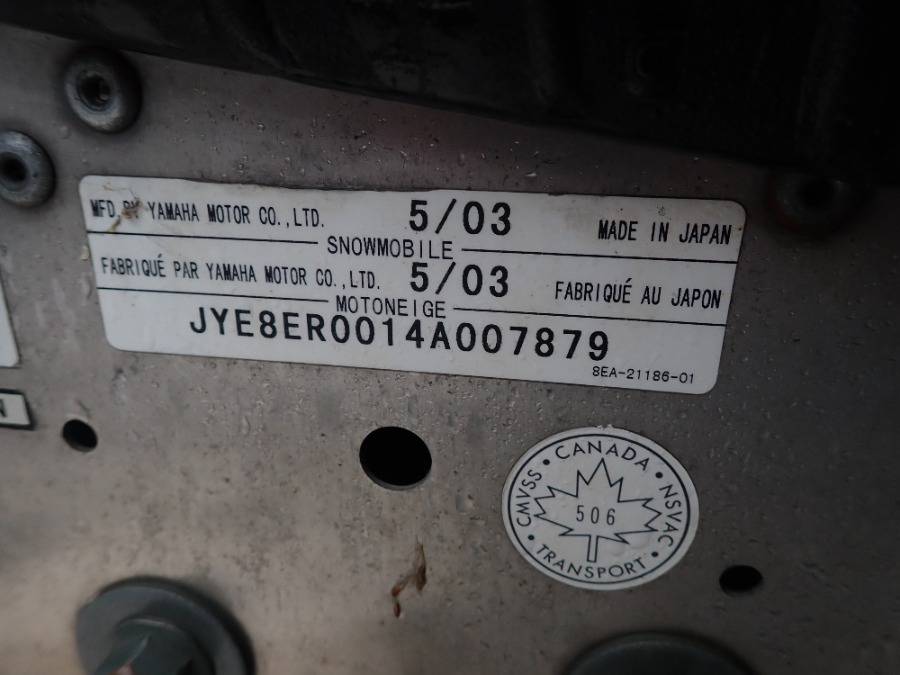 MFD. BY YAMAHA MOTOR CO.,LTD. 5/03 MADE IN JAPAN
SNOWMOBILE
FABRIQUÉ PAR YAMAHA MOTOR CO.,LTD. 5/03 FABRIQUÉ AU JAPON
MOTONEIGE
JYE8ER0014A007879
8EA-21186-01
N
• CANADA •
CMVSS
NSVAC
506
• TRANSPORT •